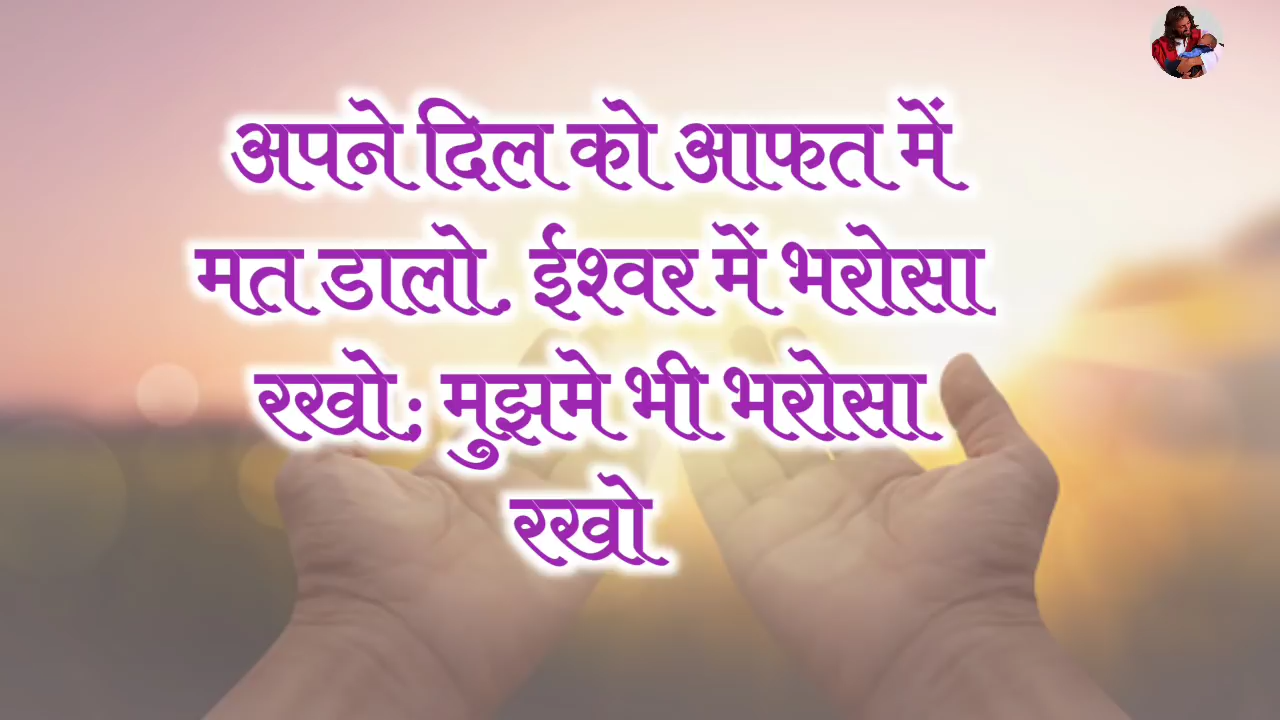 अपने दिल को आफत में
मत डालो. ईश्वर में भरोसा
रखो; मुझमे भी भरोसा
रखो